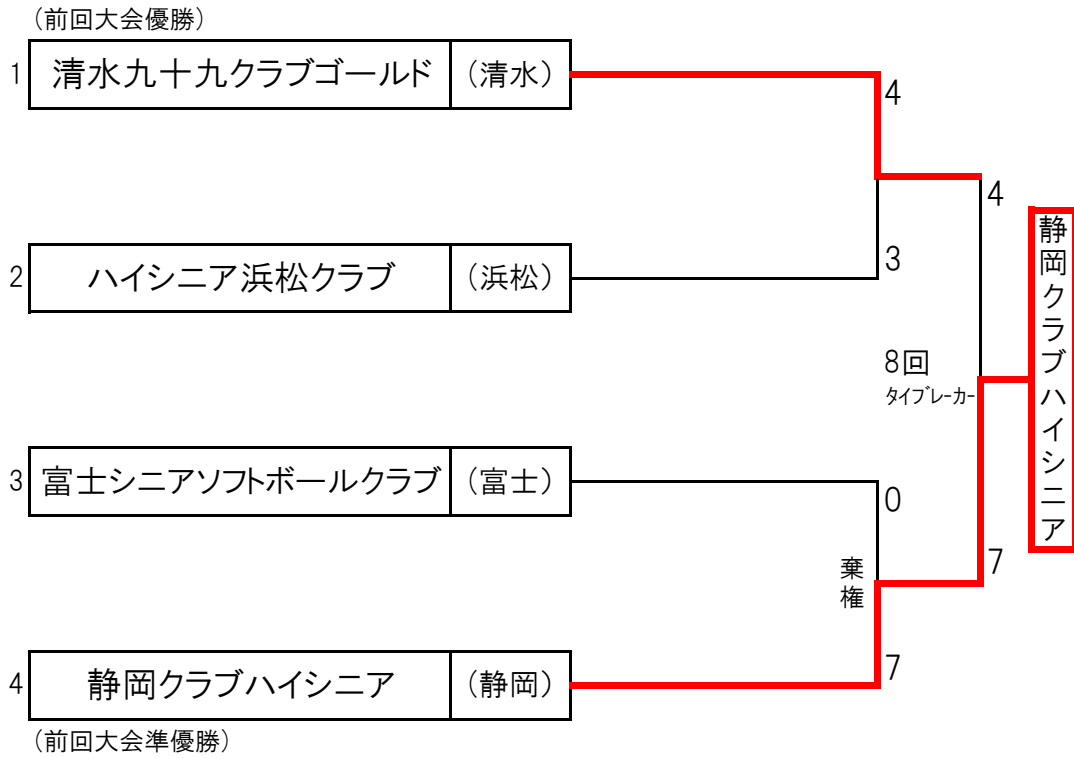 (前回大会優勝)
1 清水九十九クラブゴールド (清水)
4
4
2 ハイシニア浜松クラブ (浜松)
3
8回
タイブレーカー
静岡クラブハイシニア
3 富士シニアソフトボールクラブ (富士)
0
棄権
7
4 静岡クラブハイシニア (静岡)
7
(前回大会準優勝)